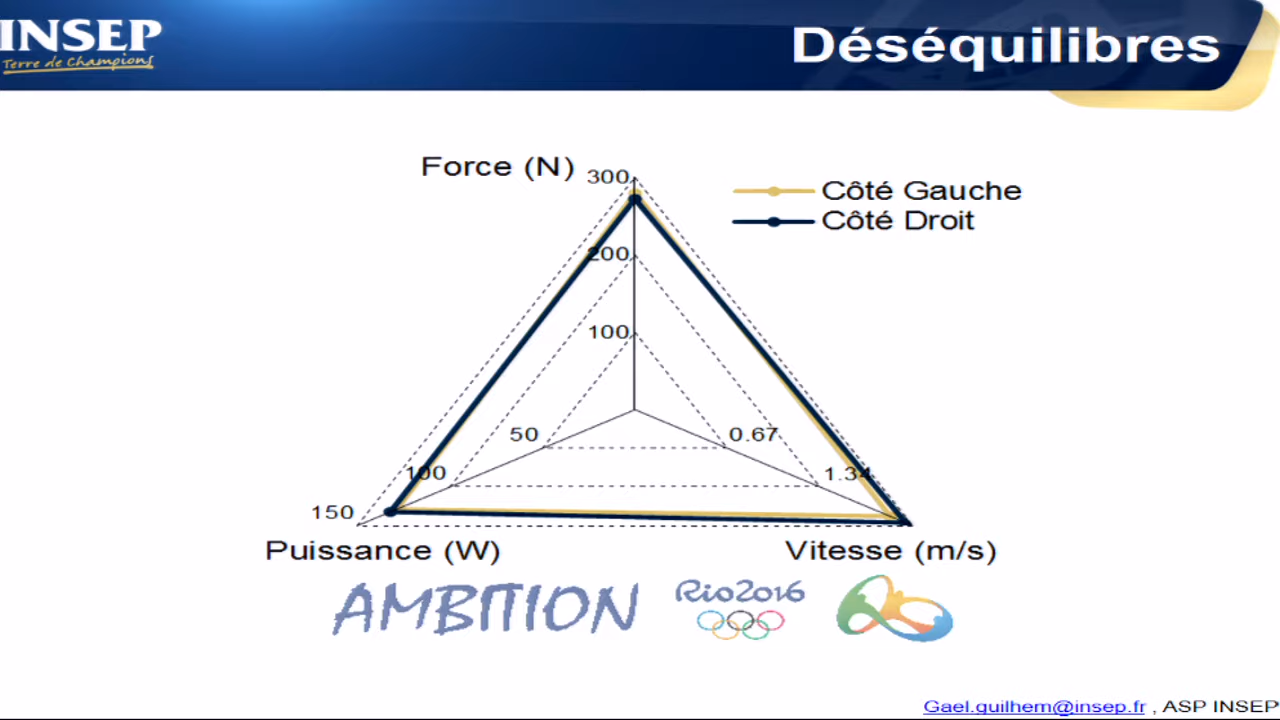 INSEP
Terre de Champions
Déséquilibres
Force (N)
300
200
100
Côté Gauche
Côté Droit
50
100
150
0.67
1.34
Puissance (W)
Vitesse (m/s)
AMBITION
Rio2016
Gael.guilhem@insep.fr , ASP INSEP